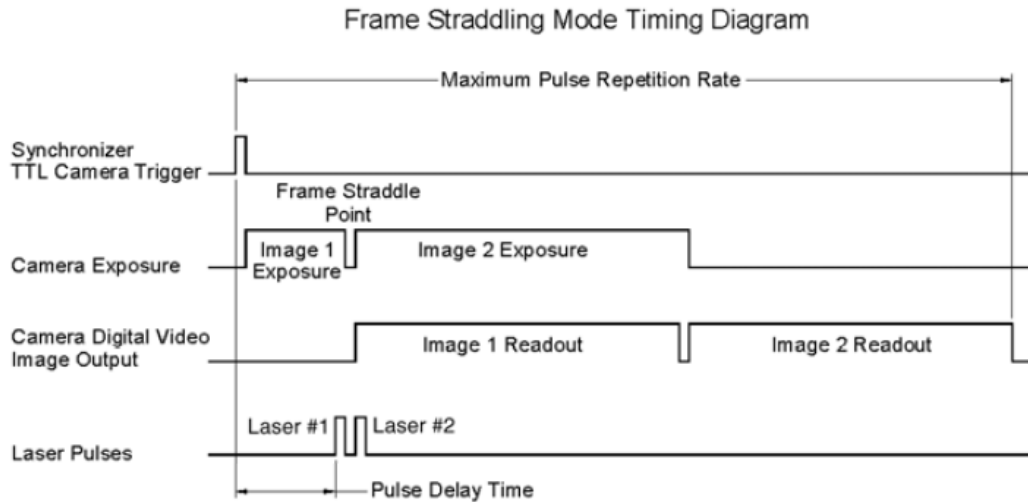 Frame Straddling Mode Timing Diagram
Maximum Pulse Repetition Rate
Synchronizer
TTL Camera Trigger
Frame Straddle
Point
Camera Exposure
Image 1
Exposure
Image 2 Exposure
Camera Digital Video
Image Output
Image 1 Readout
Image 2 Readout
Laser Pulses
Laser #1
Laser #2
Pulse Delay Time